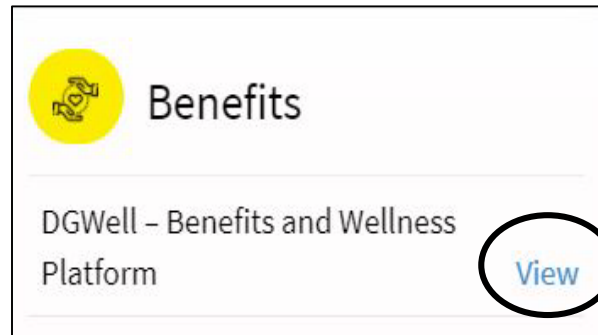 Benefits
DGWell – Benefits and Wellness
Platform
View